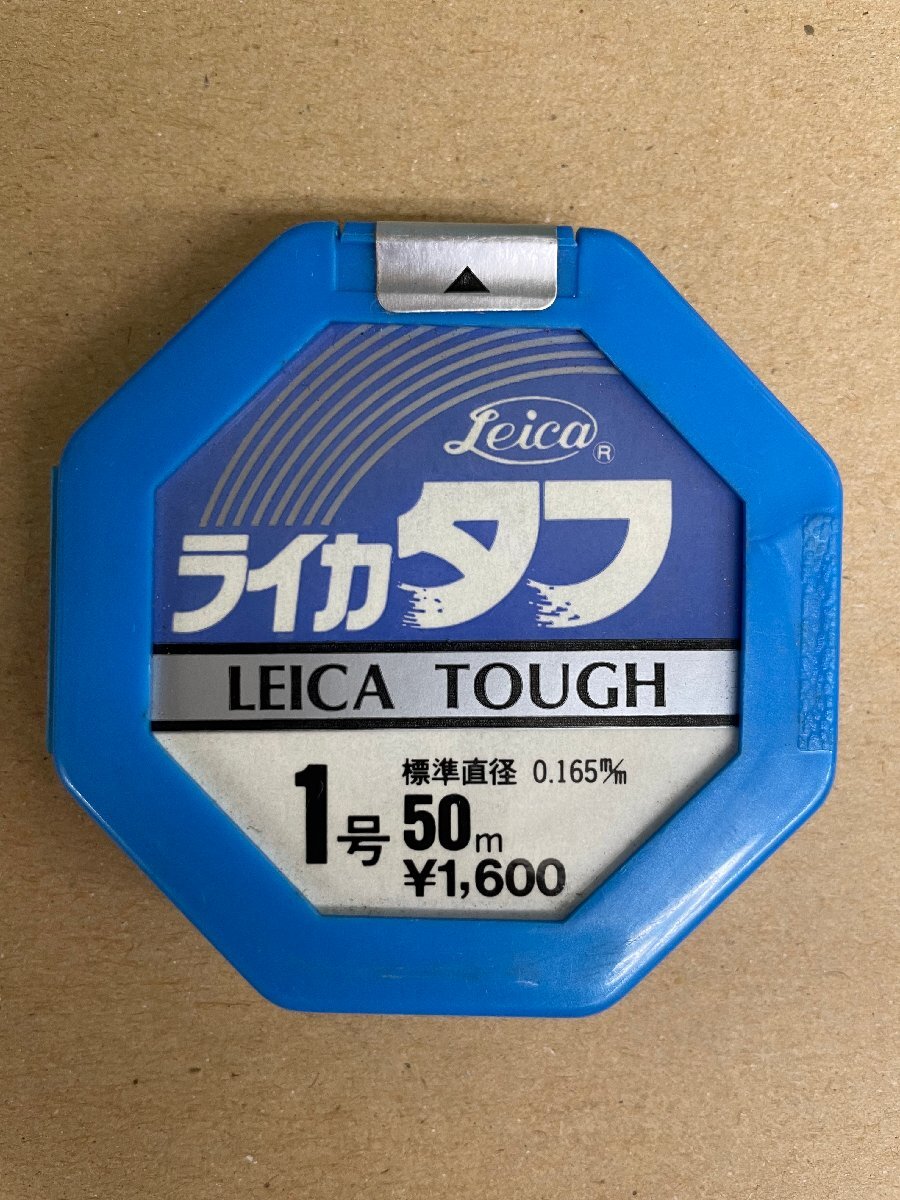 Leica®
ライカタフ
LEICA TOUGH
1号
標準直径 0.165m/m
50m
¥1,600